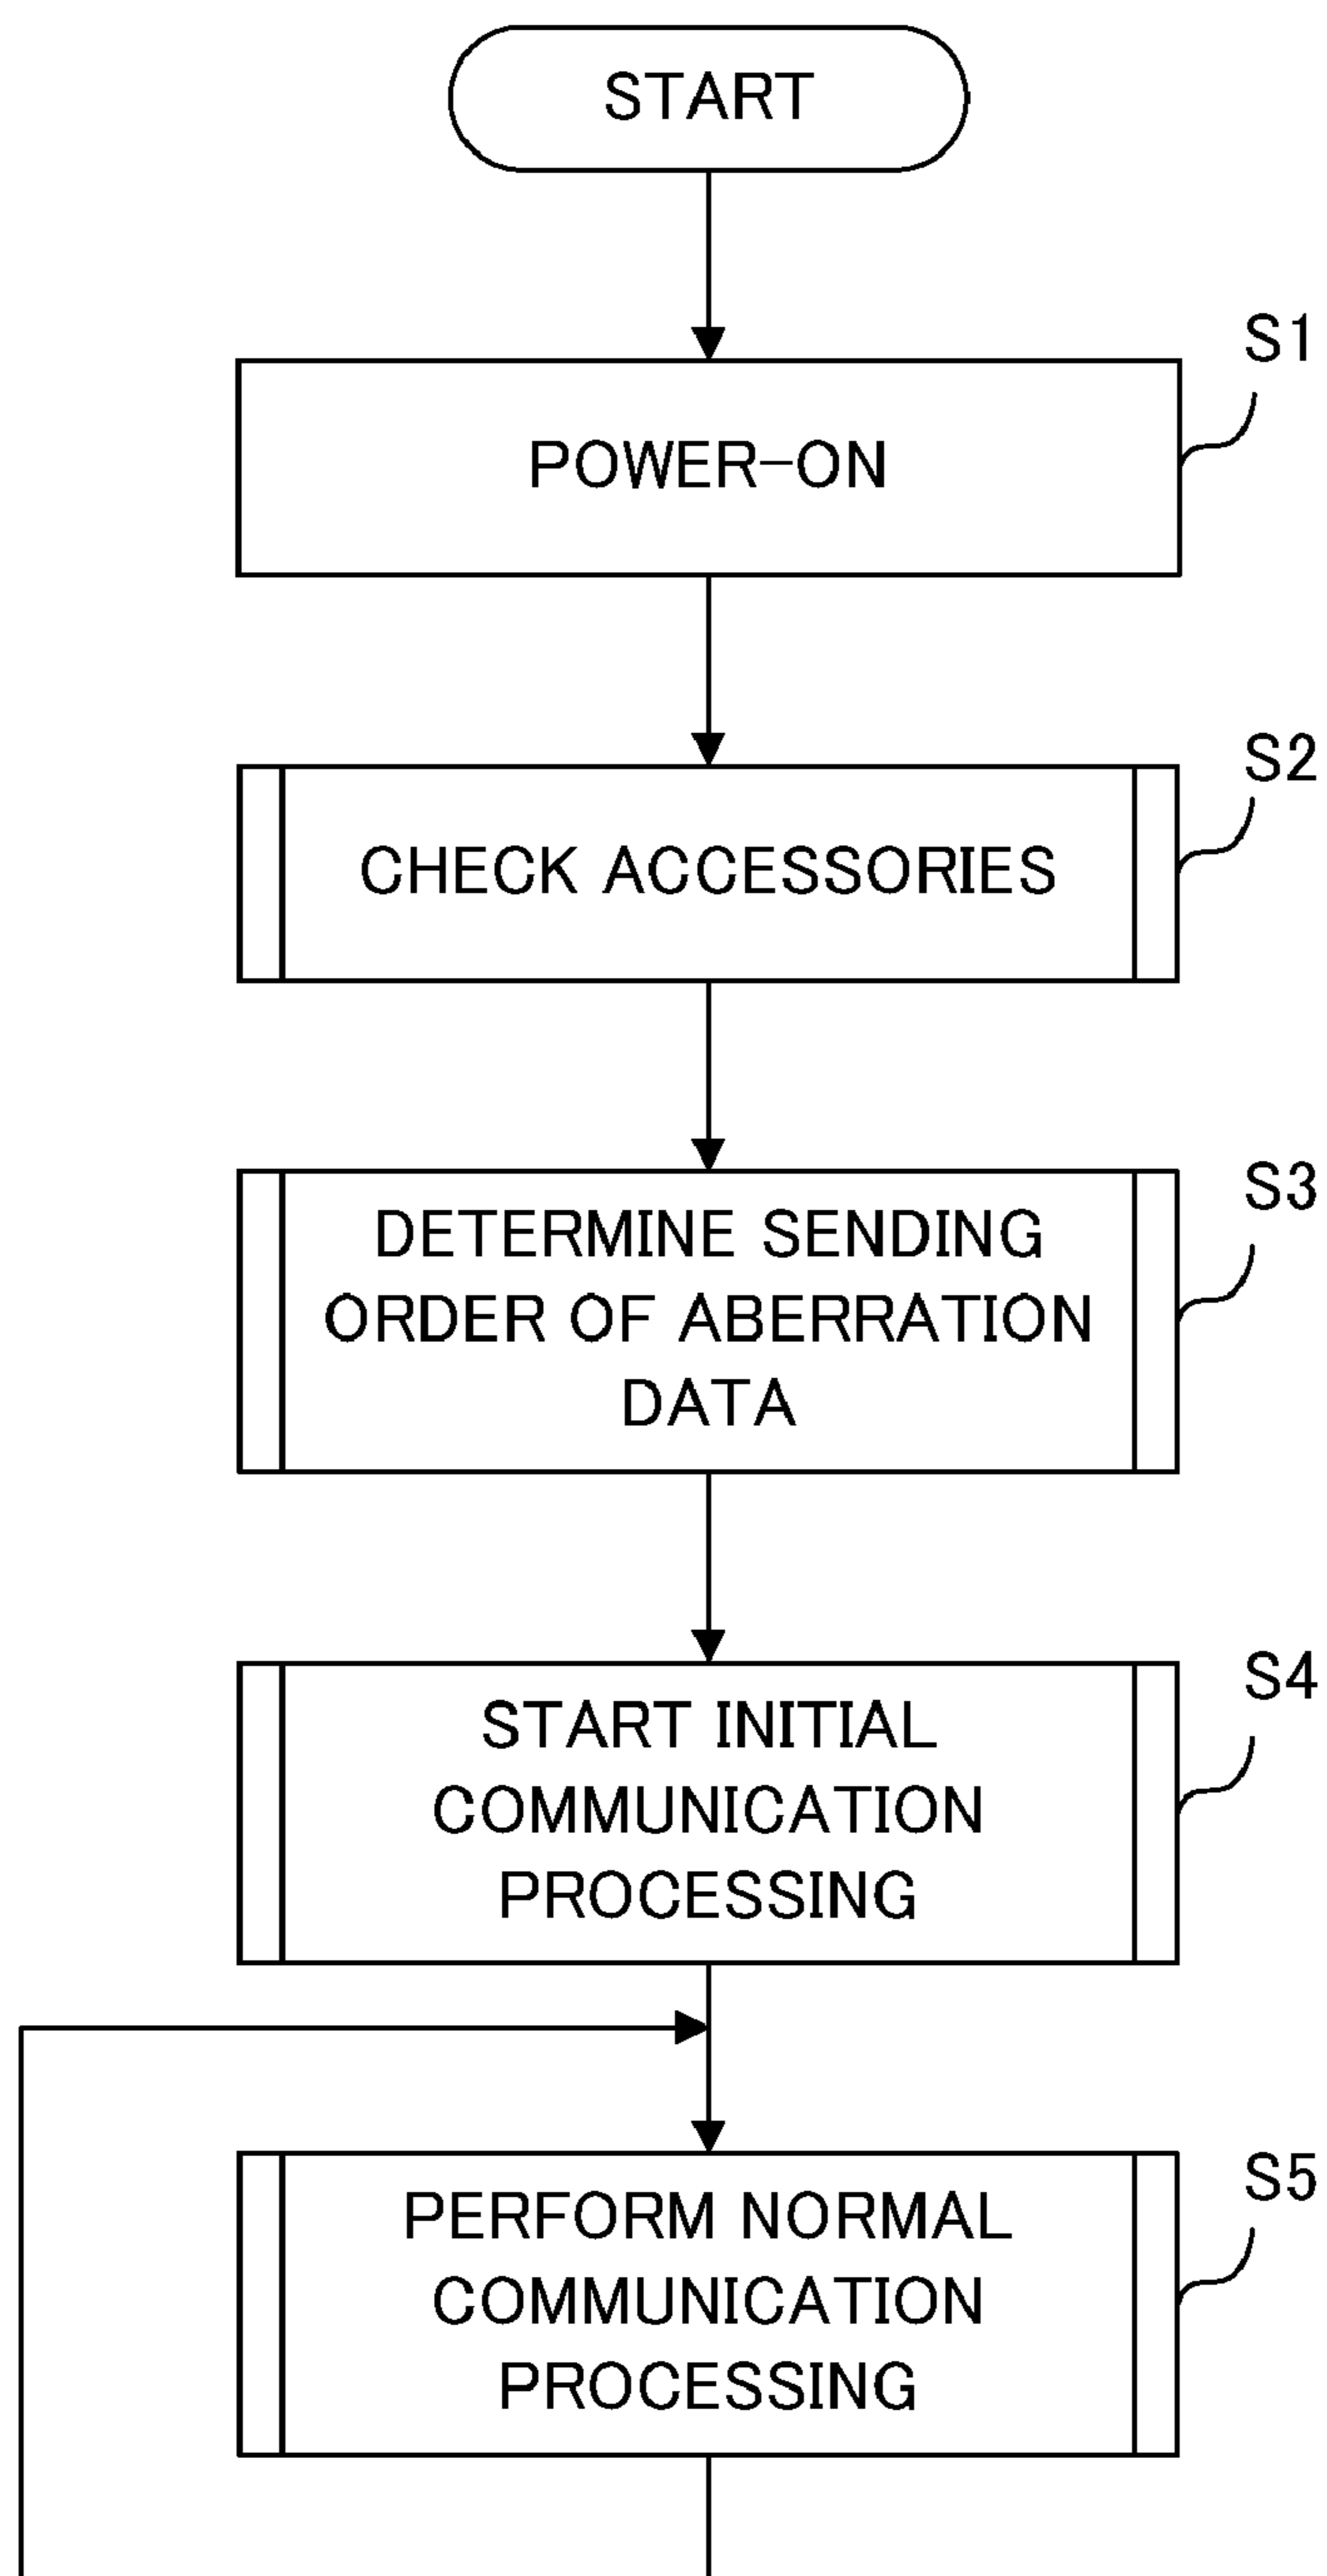 START
S1
POWER-ON
S2
CHECK ACCESSORIES
S3
DETERMINE SENDING
ORDER OF ABERRATION
DATA
S4
START INITIAL
COMMUNICATION
PROCESSING
S5
PERFORM NORMAL
COMMUNICATION
PROCESSING